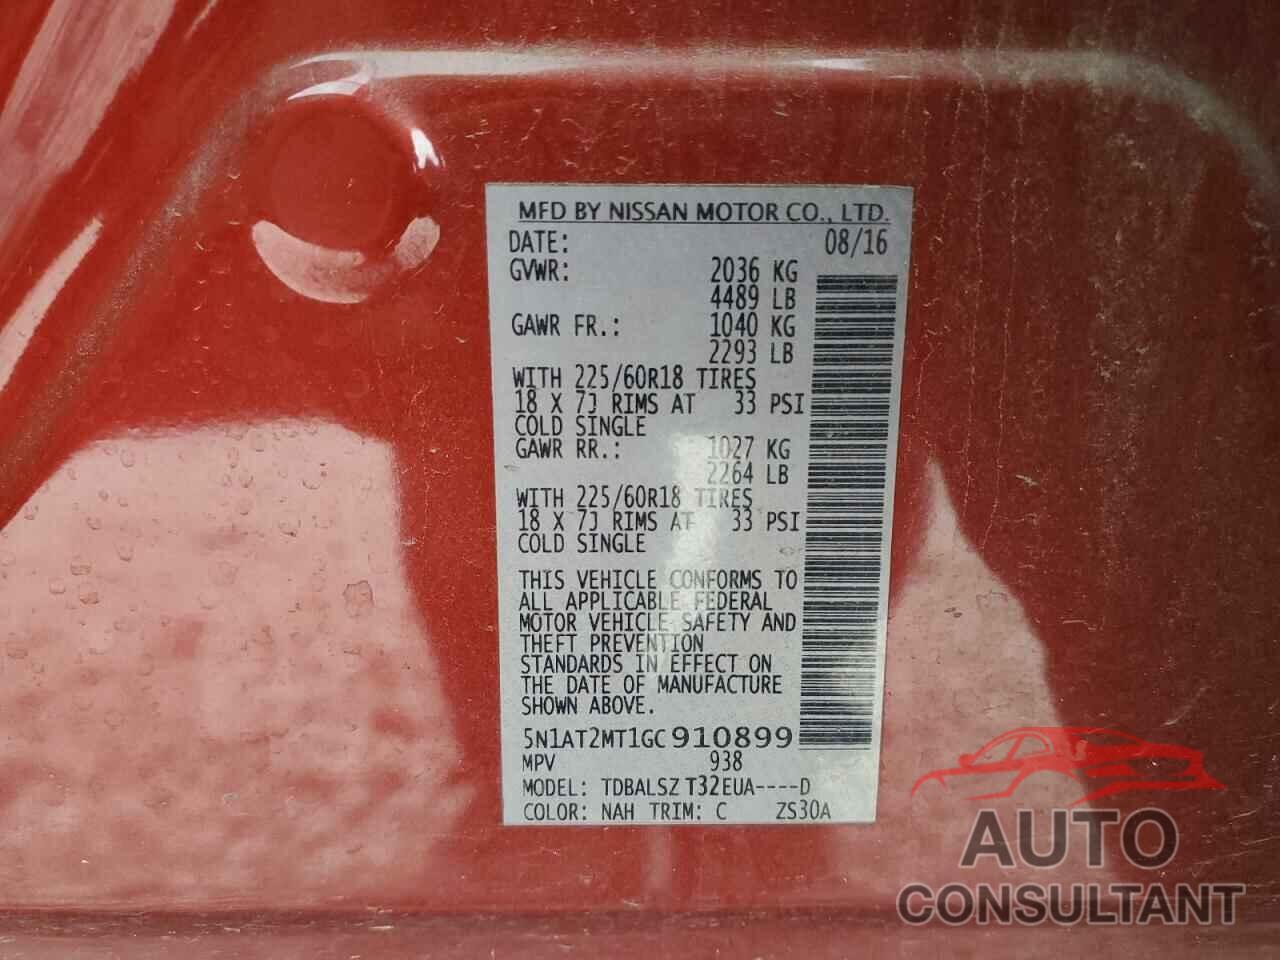 MFD BY NISSAN MOTOR CO., LTD.
DATE: 08/16
GVWR: 2036 KG
4489 LB
GAWR FR.: 1040 KG
2293 LB
WITH 225/60R18 TIRES
18 X 7J RIMS AT 33 PSI
COLD SINGLE
GAWR RR.: 1027 KG
2264 LB
WITH 225/60R18 TIRES
18 X 7J RIMS AT 33 PSI
COLD SINGLE
THIS VEHICLE CONFORMS TO
ALL APPLICABLE FEDERAL
MOTOR VEHICLE SAFETY AND
THEFT PREVENTION
STANDARDS IN EFFECT ON
THE DATE OF MANUFACTURE
SHOWN ABOVE.
5N1AT2MT1GC910899
MPV 938
MODEL: TDBALSZ T32EUA----D
COLOR: NAH TRIM: C ZS30A
AUTO
CONSULTANT